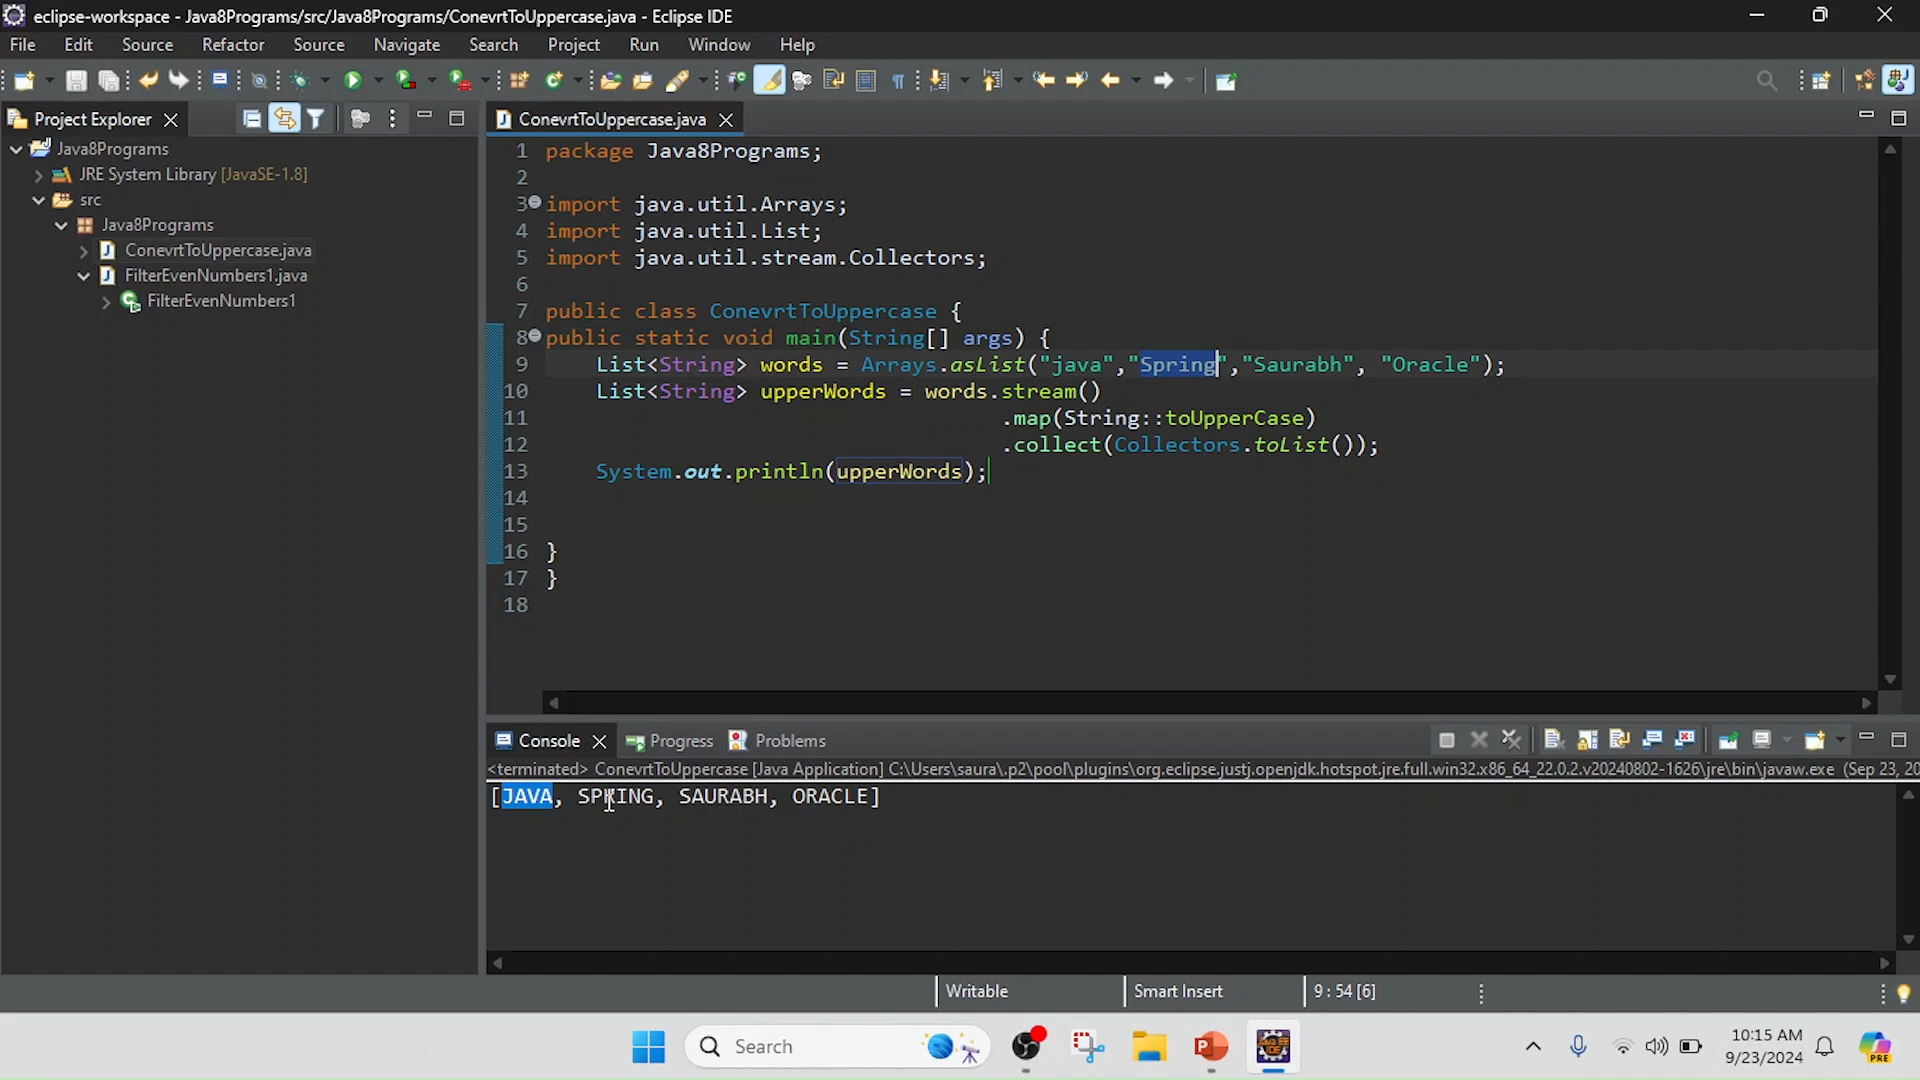 eclipse-workspace - Java8Programs/src/Java8Programs/ConevrtToUppercase.java - Eclipse IDE
File Edit Source Refactor Source Navigate Search Project Run Window Help
Project Explorer
ConevrtToUppercase.java
Java8Programs
JRE System Library [JavaSE-1.8]
src
Java8Programs
ConevrtToUppercase.java
FilterEvenNumbers1.java
FilterEvenNumbers1
1 package Java8Programs;
2
3 import java.util.Arrays;
4 import java.util.List;
5 import java.util.stream.Collectors;
6
7 public class ConevrtToUppercase {
8 public static void main(String[] args) {
9 List<String> words = Arrays.asList("java","Spring","Saurabh", "Oracle");
10 List<String> upperWords = words.stream()
11 .map(String::toUpperCase)
12 .collect(Collectors.toList());
13 System.out.println(upperWords);
14
15
16 }
17 }
18
Console Progress Problems
<terminated> ConevrtToUppercase [Java Application] C:\Users\saura\.p2\pool\plugins\org.eclipse.justj.openjdk.hotspot.jre.full.win32.x86_64_22.0.2.v20240802-1626\jre\bin\javaw.exe (Sep 23, 20
[JAVA, SPRING, SAURABH, ORACLE]
Writable Smart Insert 9 : 54 [6]
Search
JAVA EE
IDE
10:15 AM
9/23/2024
PRE